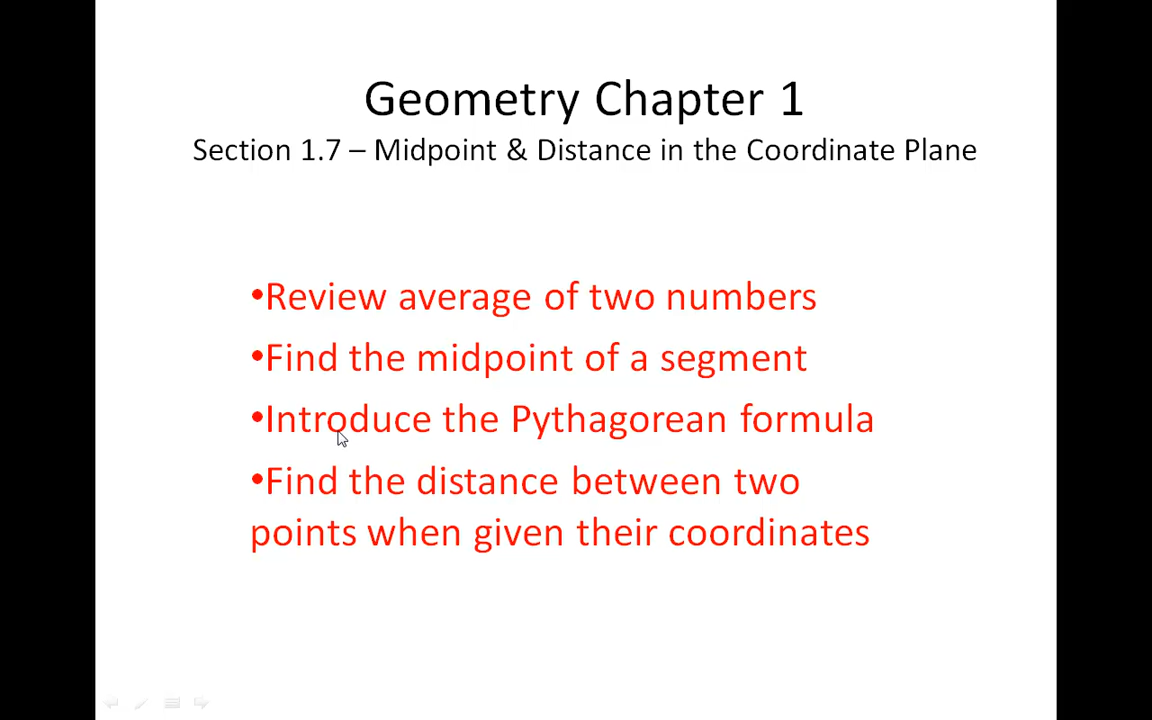 Geometry Chapter 1
Section 1.7 – Midpoint & Distance in the Coordinate Plane
•Review average of two numbers
•Find the midpoint of a segment
•Introduce the Pythagorean formula
•Find the distance between two
points when given their coordinates